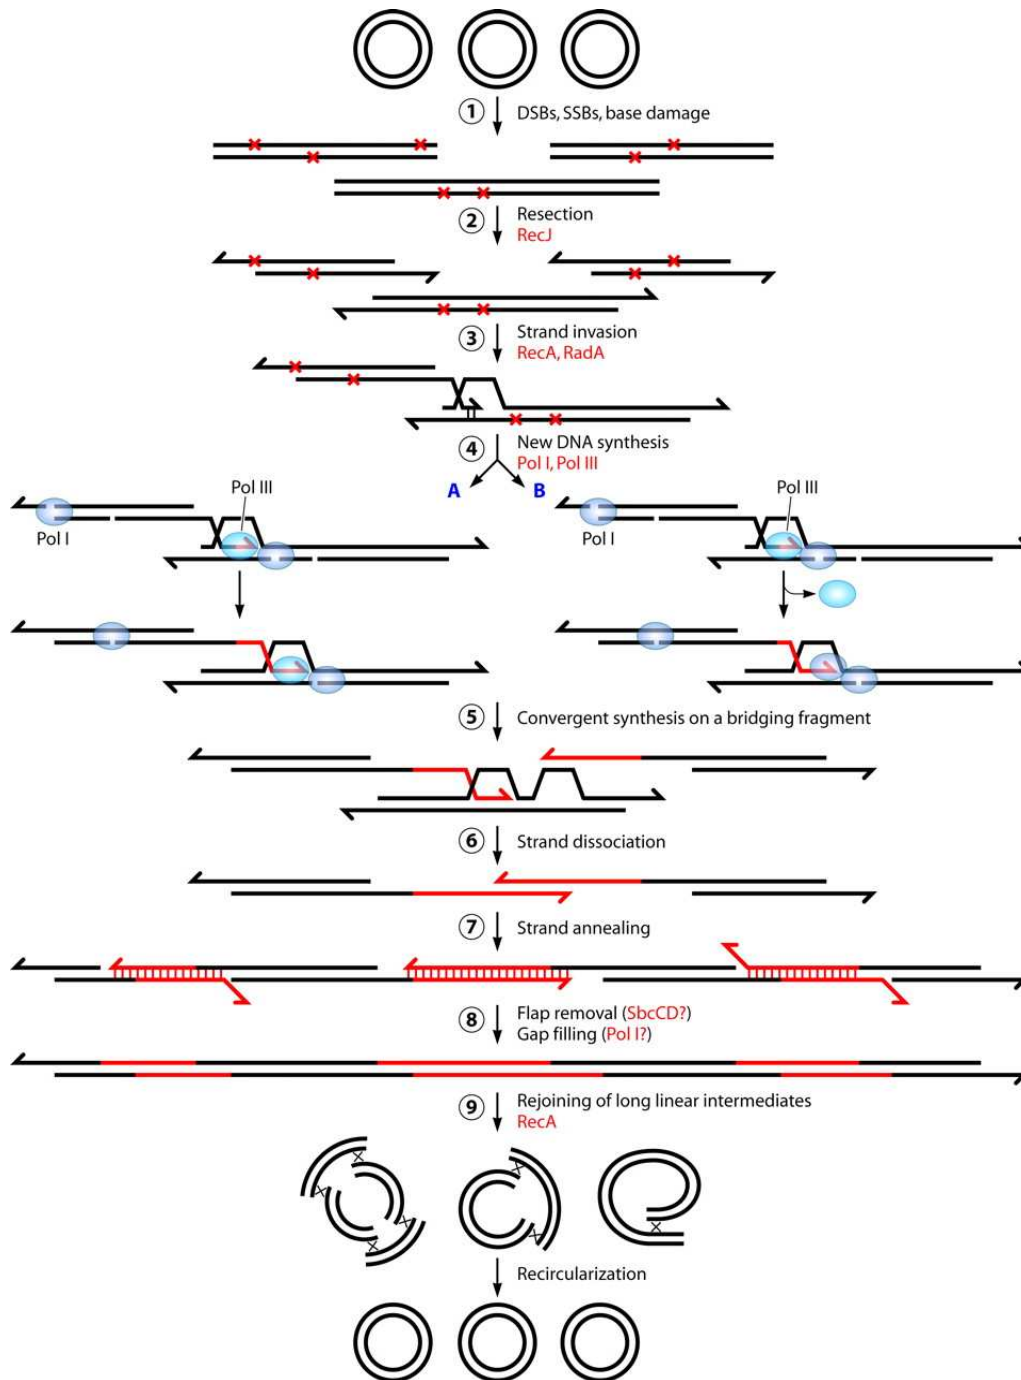 1 DSBs, SSBs, base damage
2 Resection
RecJ
3 Strand invasion
RecA, RadA
4 New DNA synthesis
Pol I, Pol III
A B
Pol III
Pol I
Pol III
Pol I
5 Convergent synthesis on a bridging fragment
6 Strand dissociation
7 Strand annealing
8 Flap removal (SbcCD?)
Gap filling (Pol I?)
9 Rejoining of long linear intermediates
RecA
Recircularization